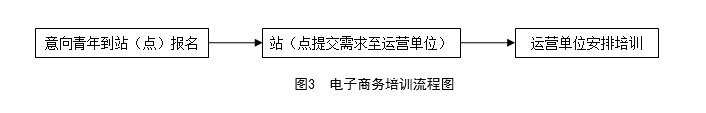 意向青年到站（点）报名
站（点提交需求至运营单位）
运营单位安排培训
图3　电子商务培训流程图